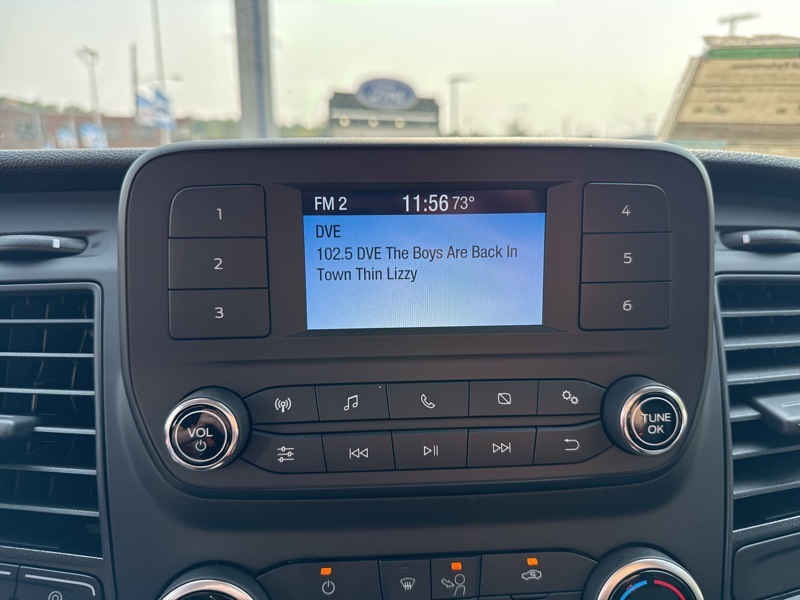 Ford
FM 2 11:56 73°
DVE
102.5 DVE The Boys Are Back In
Town Thin Lizzy
1
2
3
4
5
6
VOL
TUNE
OK